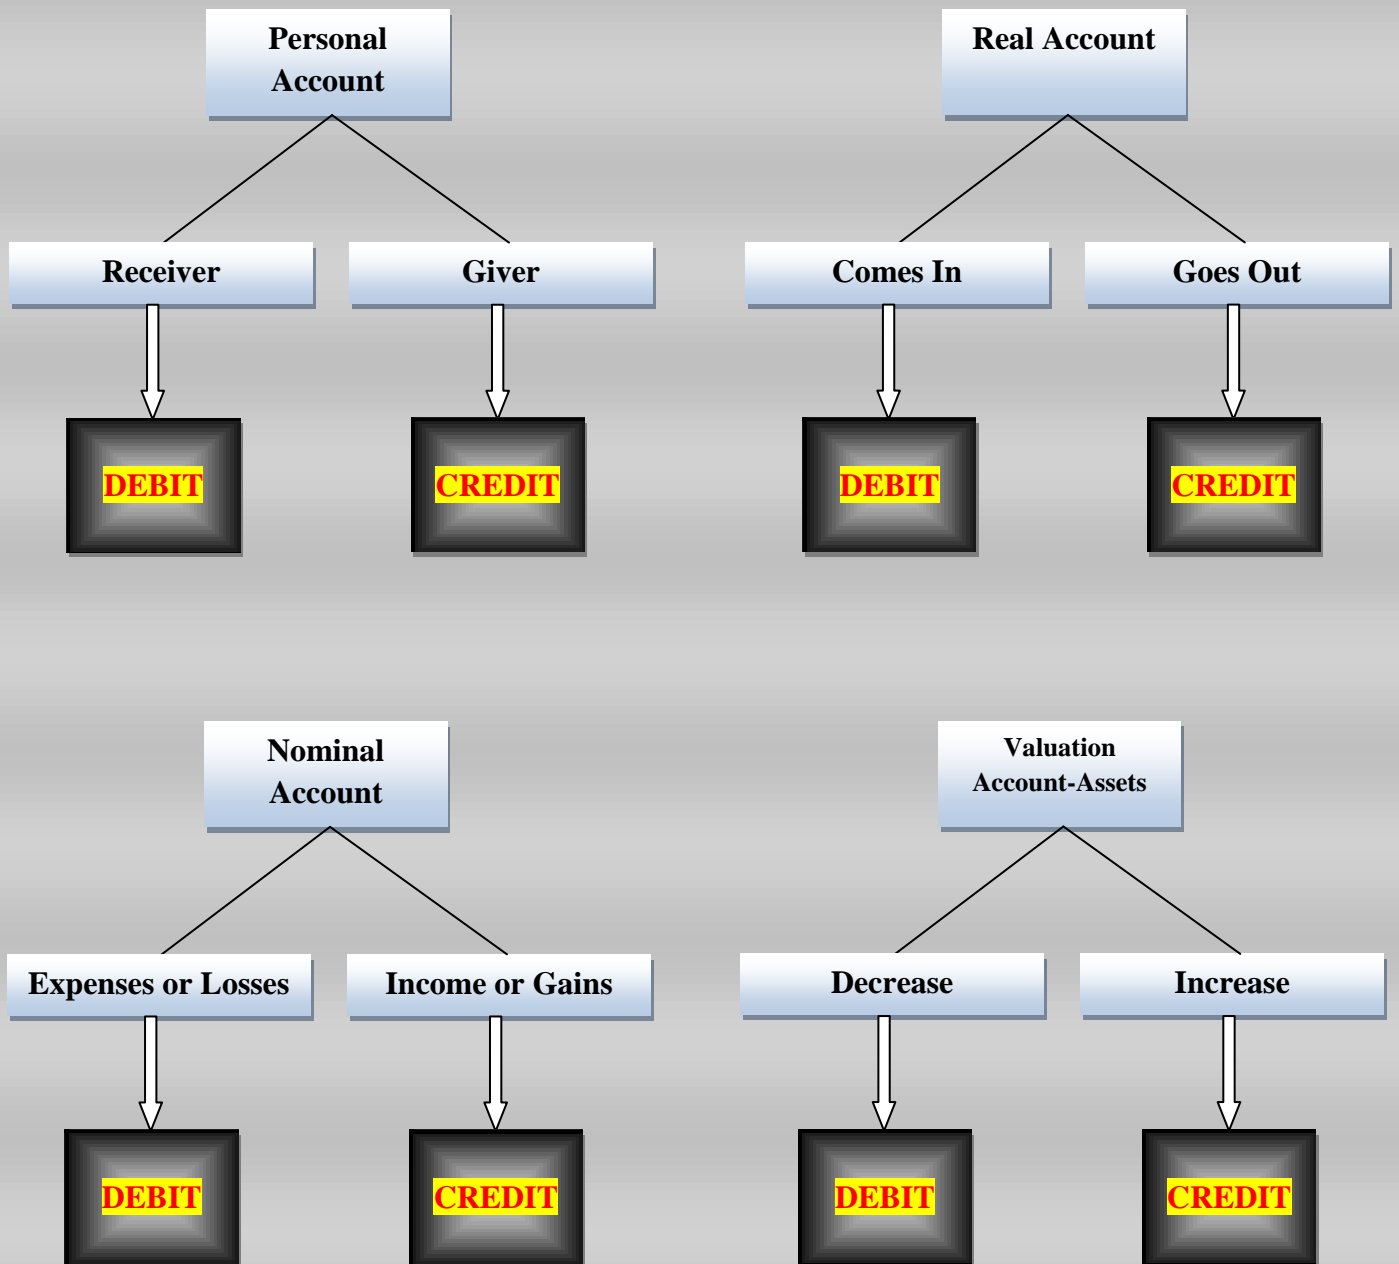 Personal
Account
Real Account
Receiver
Giver
Comes In
Goes Out
DEBIT
CREDIT
DEBIT
CREDIT
Nominal
Account
Valuation
Account-Assets
Expenses or Losses
Income or Gains
Decrease
Increase
DEBIT
CREDIT
DEBIT
CREDIT